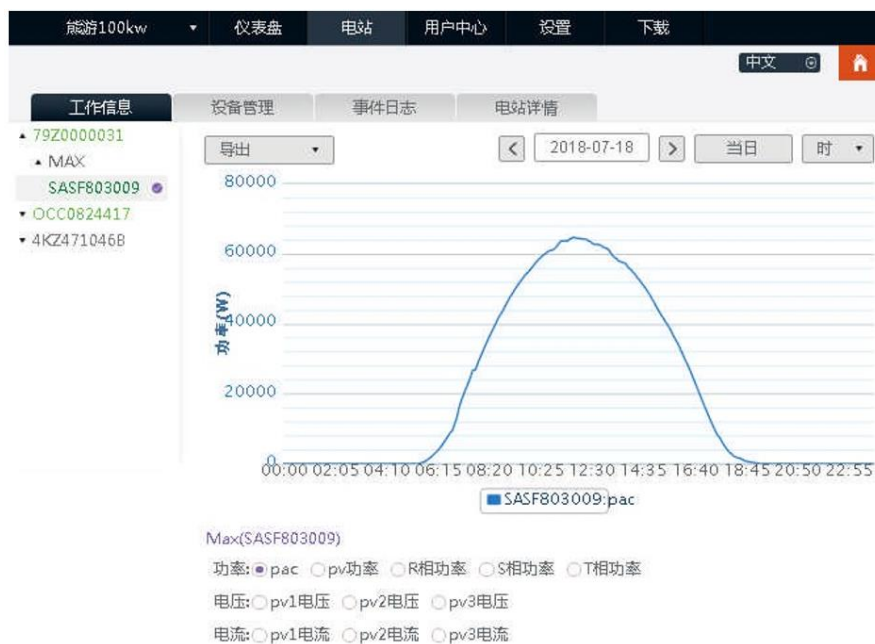 熊游100kw 仪表盘 电站 用户中心 设置 下载
中文
工作信息 设备管理 事件日志 电站详情
79Z0000031
MAX
SASF803009
OCC0824417
4KZ471046B
导出 2018-07-18 当日 时
80000
60000
40000
20000
0
功率(W)
00:00 02:05 04:10 06:15 08:20 10:25 12:30 14:35 16:40 18:45 20:50 22:55
SASF803009:pac
Max(SASF803009)
功率: pac pv功率 R相功率 S相功率 T相功率
电压: pv1电压 pv2电压 pv3电压
电流: pv1电流 pv2电流 pv3电流